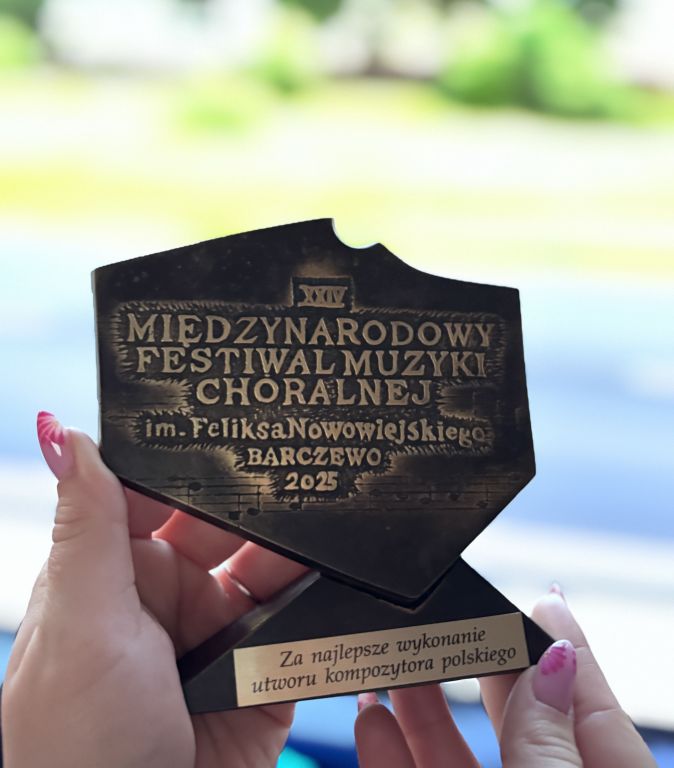 XXIV
MIĘDZYNARODOWY
FESTIWAL MUZYKI
CHORALNEJ
im. Feliksa Nowowiejskiego
BARCZEWO
2025
Za najlepsze wykonanie
utworu kompozytora polskiego